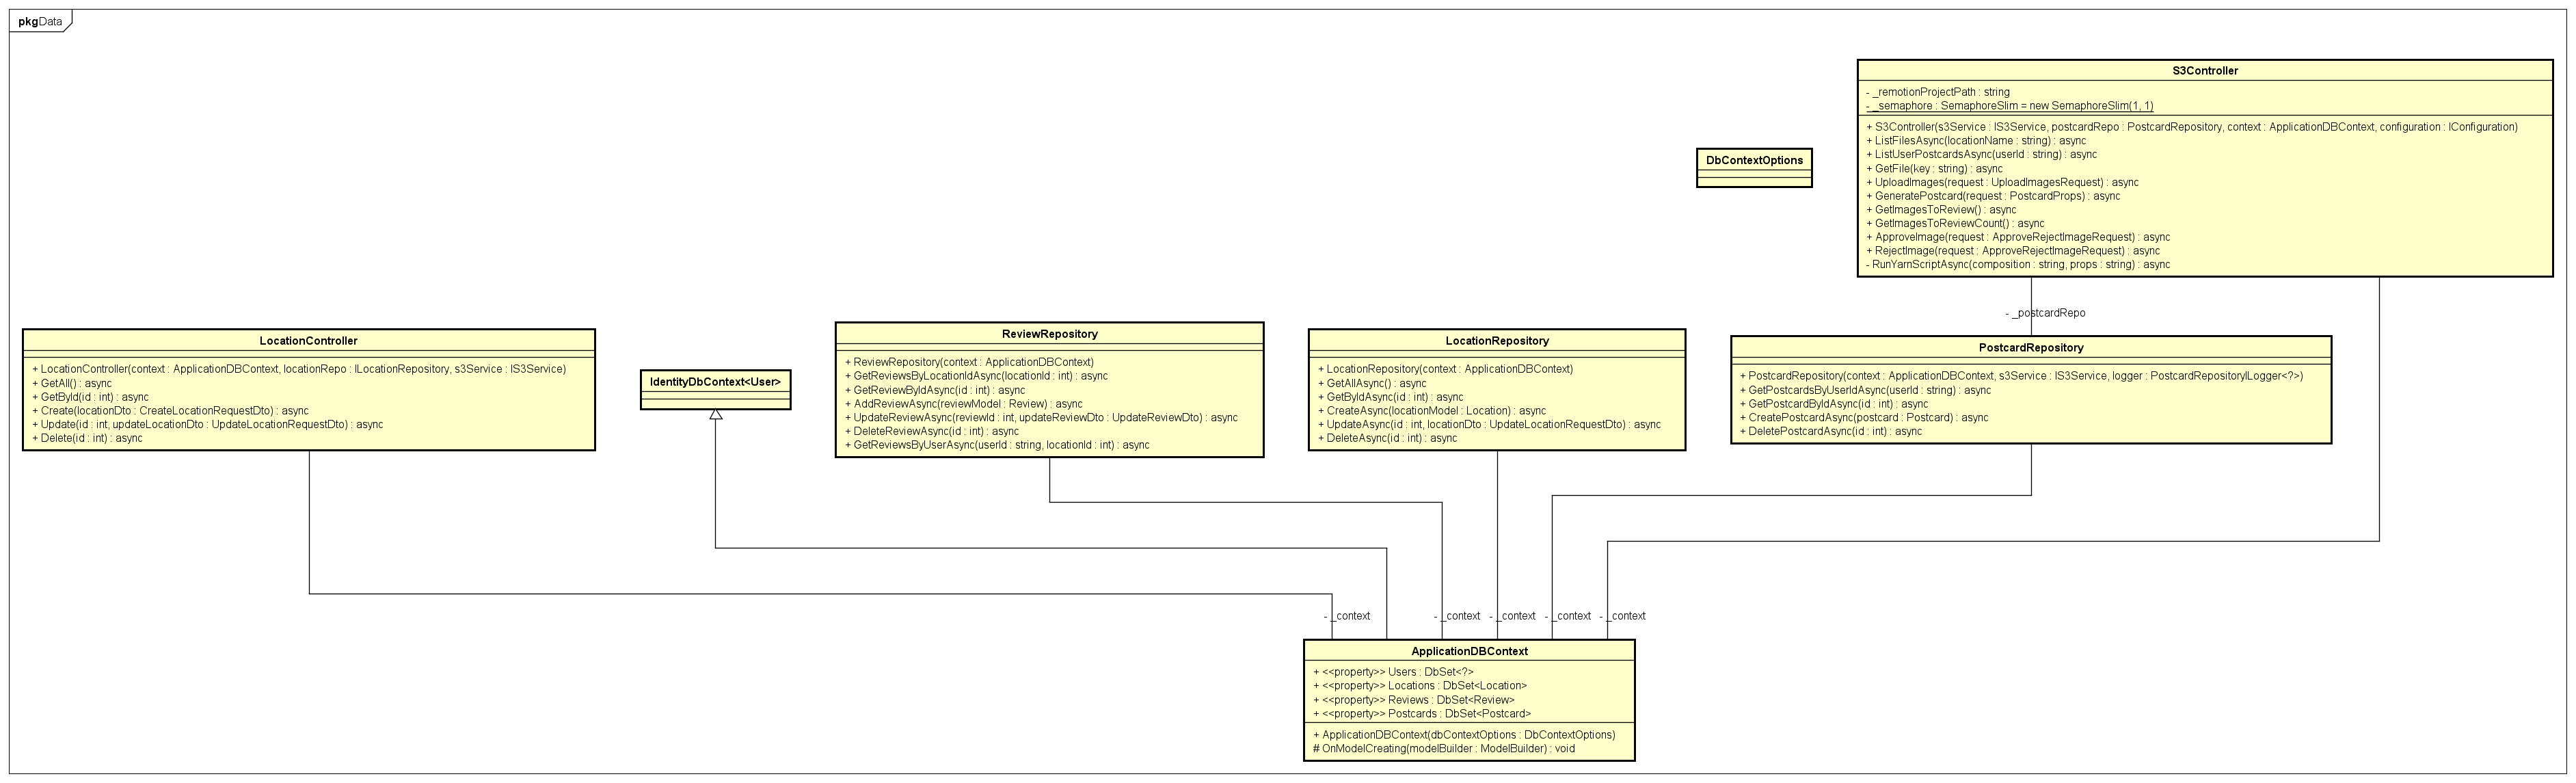 pkgData
S3Controller
- _remotionProjectPath : string
- _semaphore : SemaphoreSlim = new SemaphoreSlim(1, 1)
+ S3Controller(s3Service : IS3Service, postcardRepo : PostcardRepository, context : ApplicationDBContext, configuration : IConfiguration)
+ ListFilesAsync(locationName : string) : async
+ ListUserPostcardsAsync(userId : string) : async
+ GetFile(key : string) : async
+ UploadImages(request : UploadImagesRequest) : async
+ GeneratePostcard(request : PostcardProps) : async
+ GetImagesToReview() : async
+ GetImagesToReviewCount() : async
+ ApproveImage(request : ApproveRejectImageRequest) : async
+ RejectImage(request : ApproveRejectImageRequest) : async
- RunYarnScriptAsync(composition : string, props : string) : async
DbContextOptions
- _postcardRepo
LocationController
+ LocationController(context : ApplicationDBContext, locationRepo : ILocationRepository, s3Service : IS3Service)
+ GetAll() : async
+ GetById(id : int) : async
+ Create(locationDto : CreateLocationRequestDto) : async
+ Update(id : int, updateLocationDto : UpdateLocationRequestDto) : async
+ Delete(id : int) : async
IdentityDbContext<User>
ReviewRepository
+ ReviewRepository(context : ApplicationDBContext)
+ GetReviewsByLocationIdAsync(locationId : int) : async
+ GetReviewByIdAsync(id : int) : async
+ AddReviewAsync(reviewModel : Review) : async
+ UpdateReviewAsync(reviewId : int, updateReviewDto : UpdateReviewDto) : async
+ DeleteReviewAsync(id : int) : async
+ GetReviewsByUserAsync(userId : string, locationId : int) : async
LocationRepository
+ LocationRepository(context : ApplicationDBContext)
+ GetAllAsync() : async
+ GetByIdAsync(id : int) : async
+ CreateAsync(locationModel : Location) : async
+ UpdateAsync(id : int, locationDto : UpdateLocationRequestDto) : async
+ DeleteAsync(id : int) : async
PostcardRepository
+ PostcardRepository(context : ApplicationDBContext, s3Service : IS3Service, logger : PostcardRepositoryILogger<?>)
+ GetPostcardsByUserIdAsync(userId : string) : async
+ GetPostcardByIdAsync(id : int) : async
+ CreatePostcardAsync(postcard : Postcard) : async
+ DeletePostcardAsync(id : int) : async
- _context - _context - _context - _context - _context
ApplicationDBContext
+ <<property>> Users : DbSet<?>
+ <<property>> Locations : DbSet<Location>
+ <<property>> Reviews : DbSet<Review>
+ <<property>> Postcards : DbSet<Postcard>
+ ApplicationDBContext(dbContextOptions : DbContextOptions)
# OnModelCreating(modelBuilder : ModelBuilder) : void